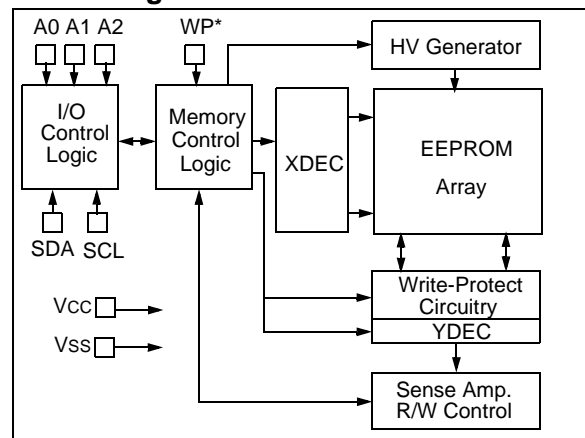 A0 A1 A2
WP*
HV Generator
I/O
Control
Logic
Memory
Control
Logic
XDEC
EEPROM
Array
SDA SCL
Write-Protect
Circuitry
YDEC
VCC
VSS
Sense Amp.
R/W Control